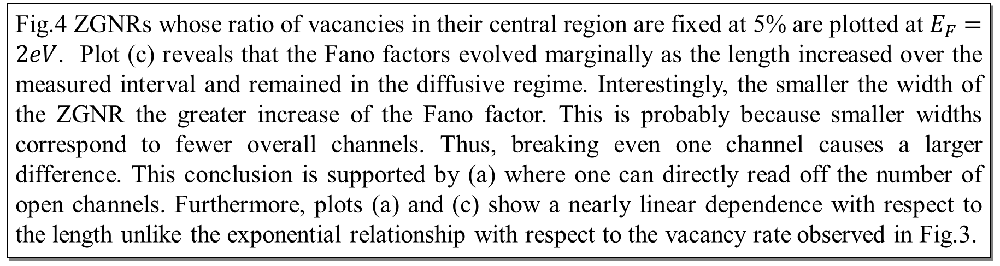 Fig.4 ZGNRs whose ratio of vacancies in their central region are fixed at 5% are plotted at E_F =
2eV. Plot (c) reveals that the Fano factors evolved marginally as the length increased over the
measured interval and remained in the diffusive regime. Interestingly, the smaller the width of
the ZGNR the greater increase of the Fano factor. This is probably because smaller widths
correspond to fewer overall channels. Thus, breaking even one channel causes a larger
difference. This conclusion is supported by (a) where one can directly read off the number of
open channels. Furthermore, plots (a) and (c) show a nearly linear dependence with respect to
the length unlike the exponential relationship with respect to the vacancy rate observed in Fig.3.